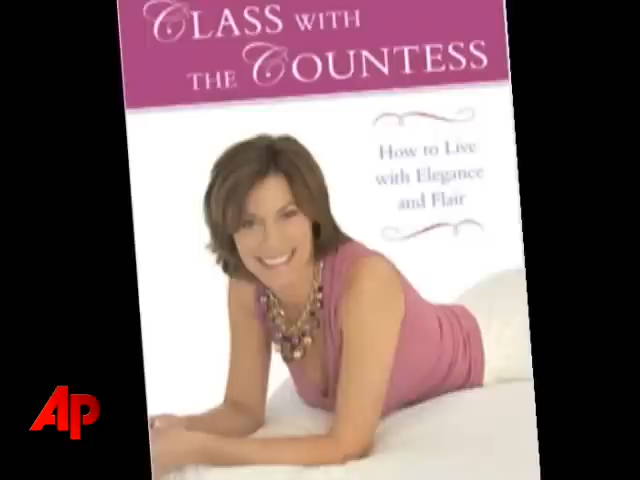 CLASS WITH
THE COUNTESS
How to Live
with Elegance
and Flair
AP